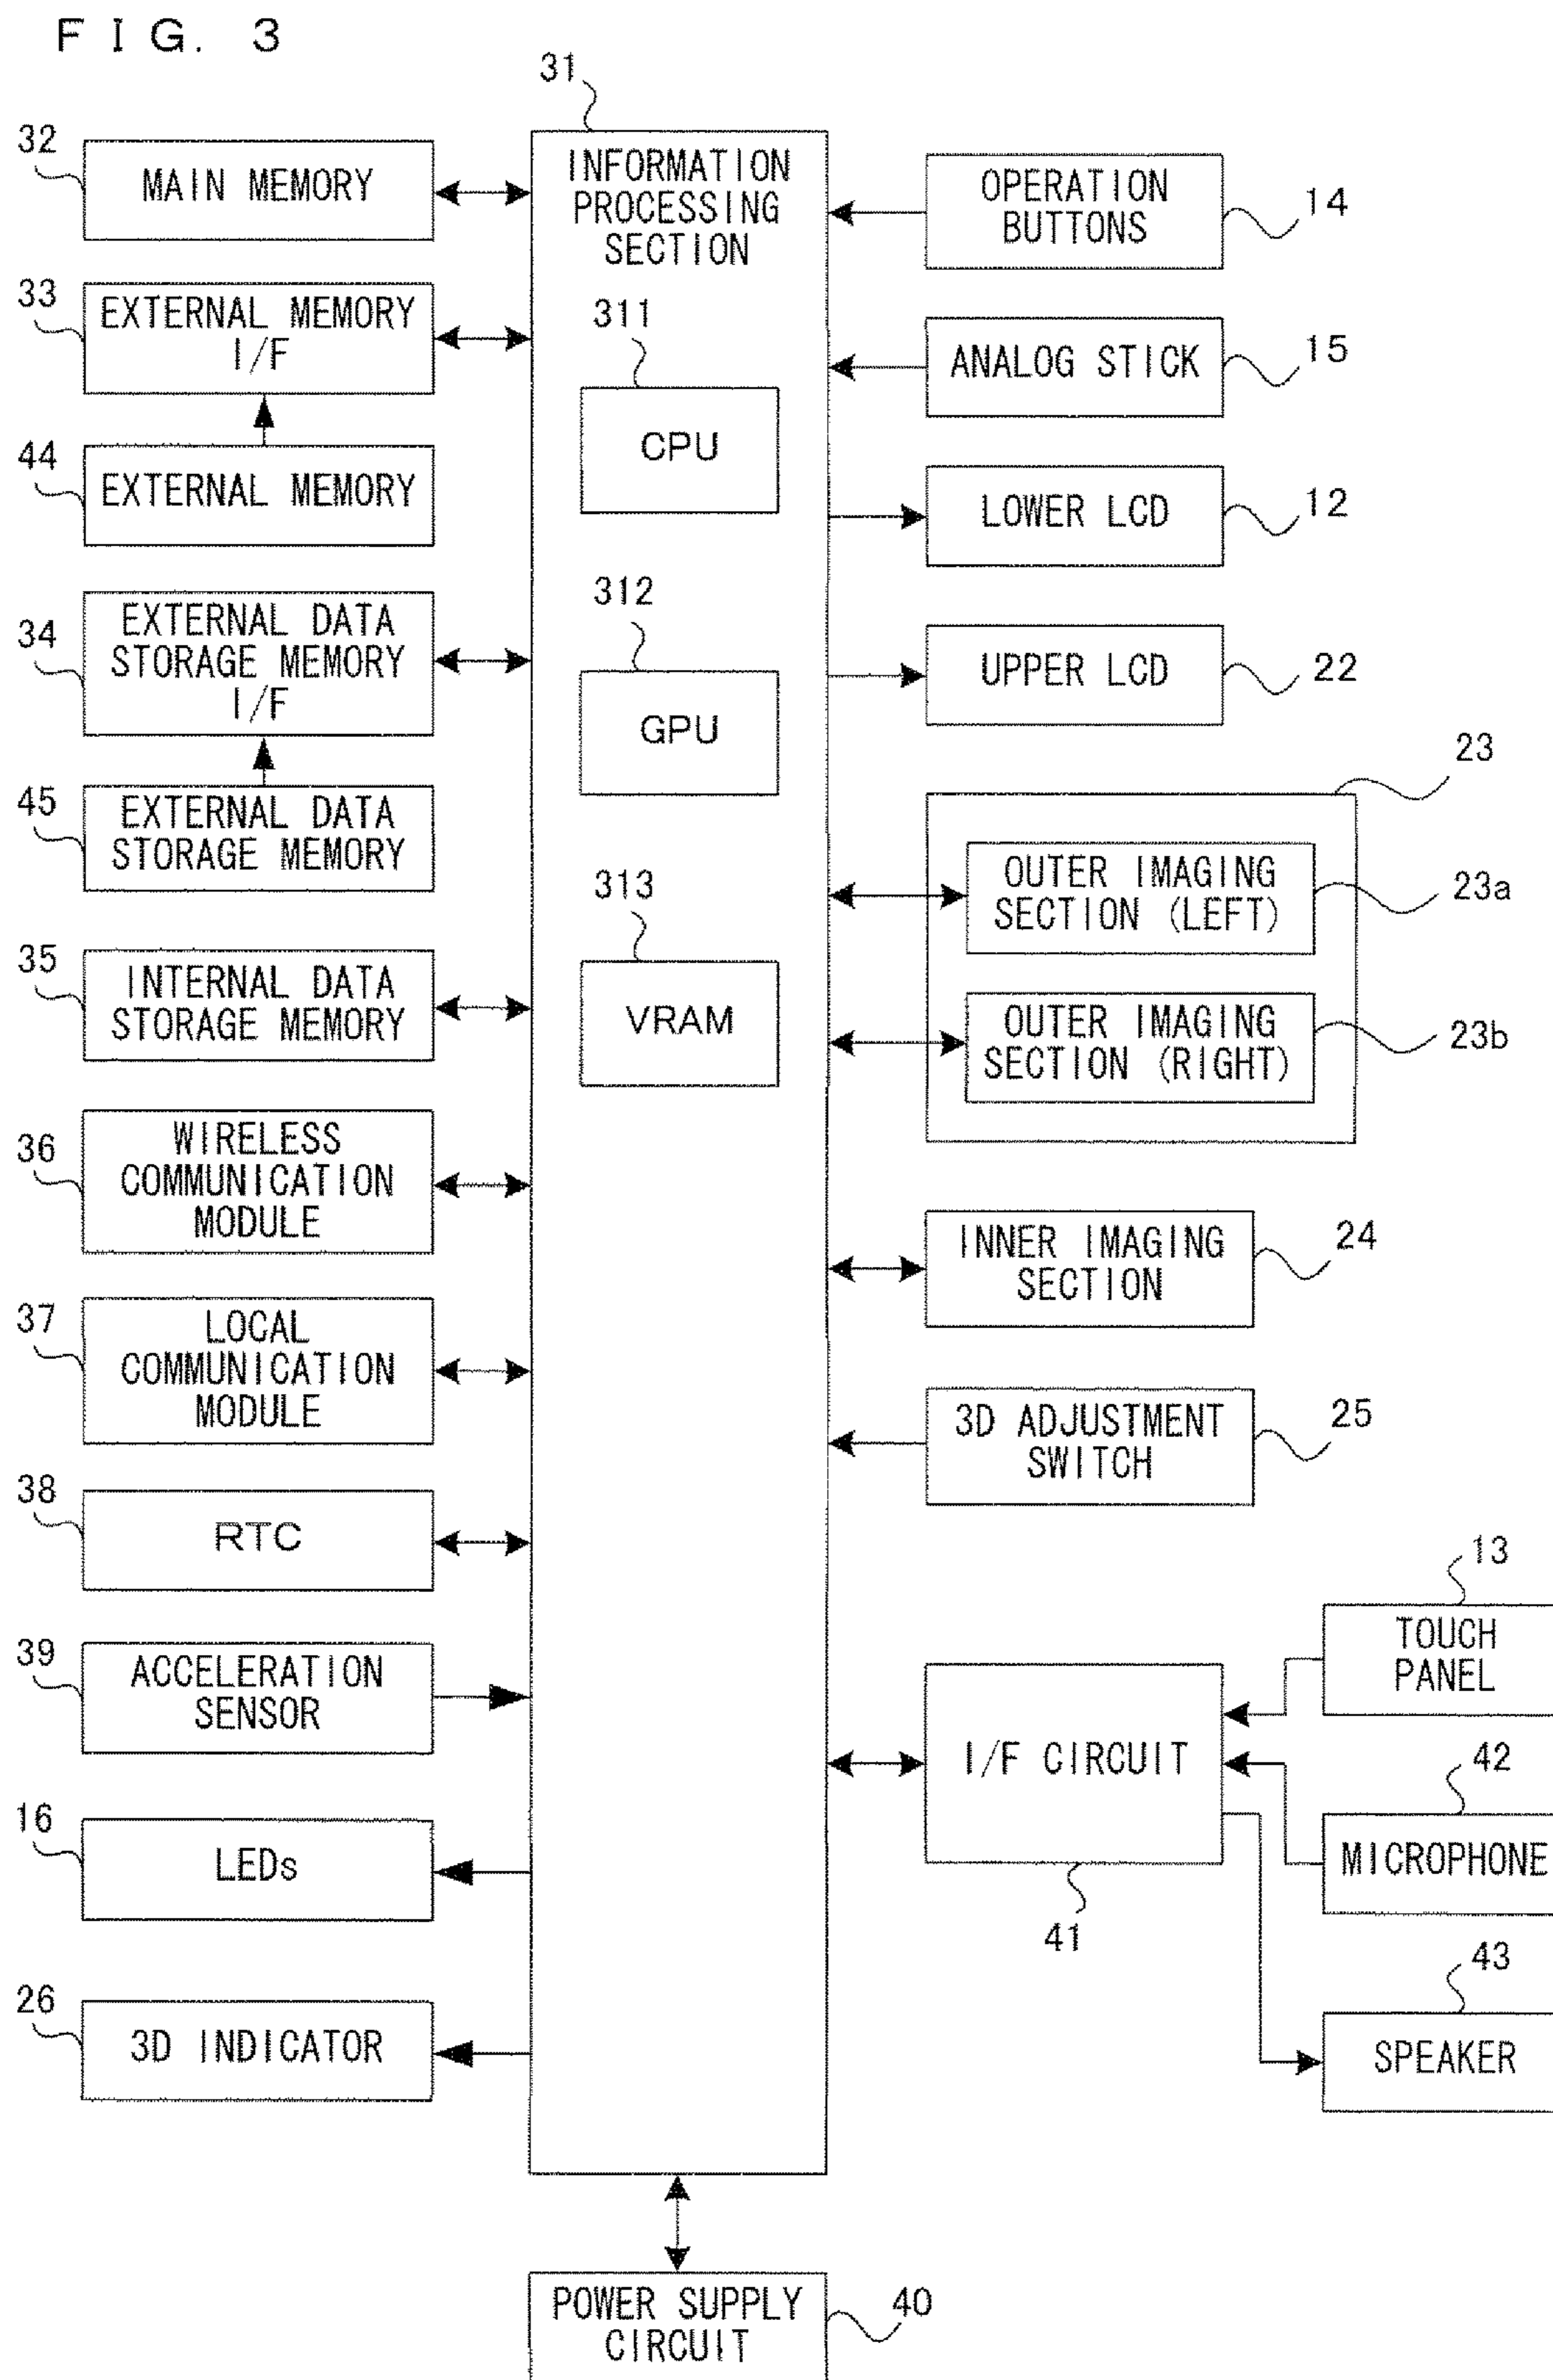 FIG. 3
31
INFORMATION
PROCESSING
SECTION
311
CPU
312
GPU
313
VRAM
32
MAIN MEMORY
33
EXTERNAL MEMORY
I/F
44
EXTERNAL MEMORY
34
EXTERNAL DATA
STORAGE MEMORY
I/F
45
EXTERNAL DATA
STORAGE MEMORY
35
INTERNAL DATA
STORAGE MEMORY
36
WIRELESS
COMMUNICATION
MODULE
37
LOCAL
COMMUNICATION
MODULE
38
RTC
39
ACCELERATION
SENSOR
16
LEDs
26
3D INDICATOR
OPERATION
BUTTONS
14
ANALOG STICK
15
LOWER LCD
12
UPPER LCD
22
23
OUTER IMAGING
SECTION (LEFT)
23a
OUTER IMAGING
SECTION (RIGHT)
23b
INNER IMAGING
SECTION
24
3D ADJUSTMENT
SWITCH
25
13
TOUCH
PANEL
I/F CIRCUIT
41
42
MICROPHONE
43
SPEAKER
POWER SUPPLY
CIRCUIT
40